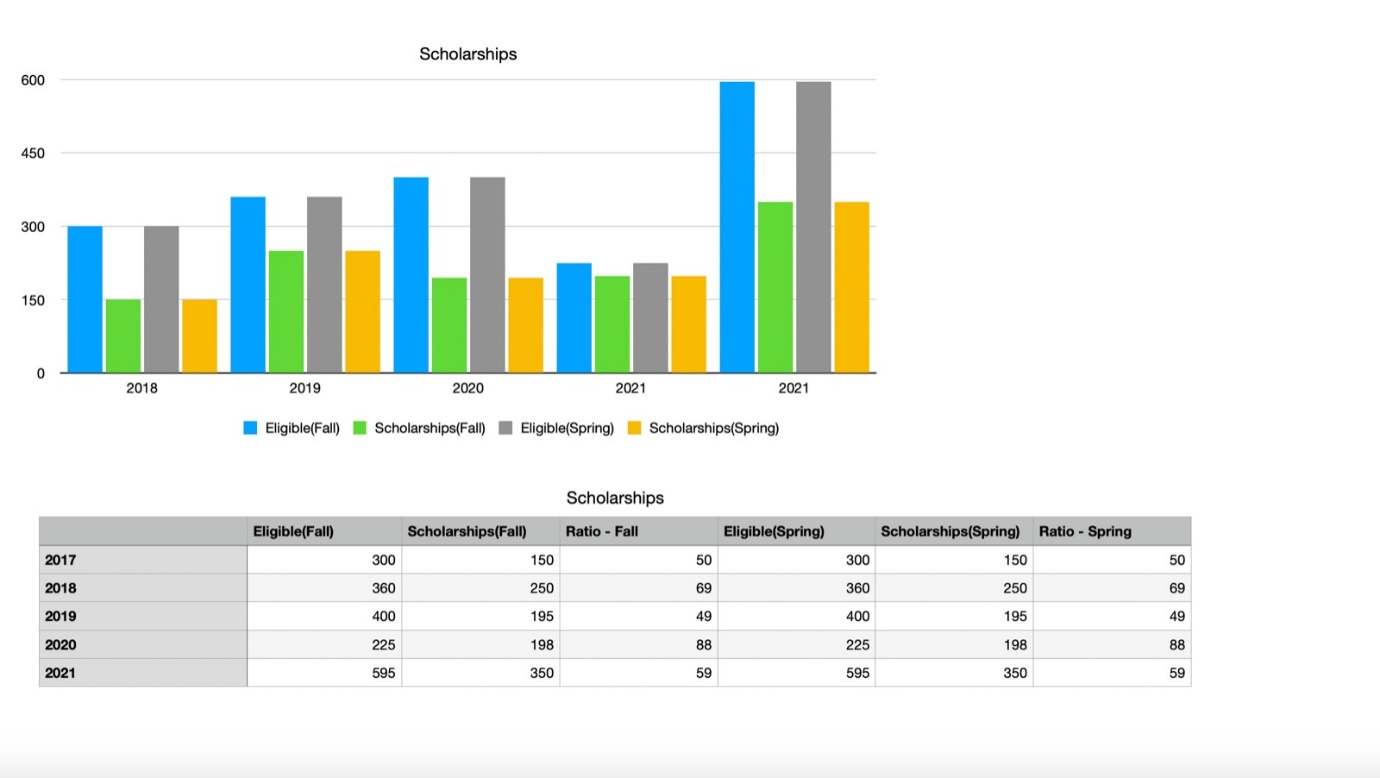 Scholarships
600
450
300
150
0
2018 2019 2020 2021 2021
Eligible(Fall) Scholarships(Fall) Eligible(Spring) Scholarships(Spring)
Scholarships
Eligible(Fall) Scholarships(Fall) Ratio - Fall Eligible(Spring) Scholarships(Spring) Ratio - Spring
2017 300 150 50 300 150 50
2018 360 250 69 360 250 69
2019 400 195 49 400 195 49
2020 225 198 88 225 198 88
2021 595 350 59 595 350 59